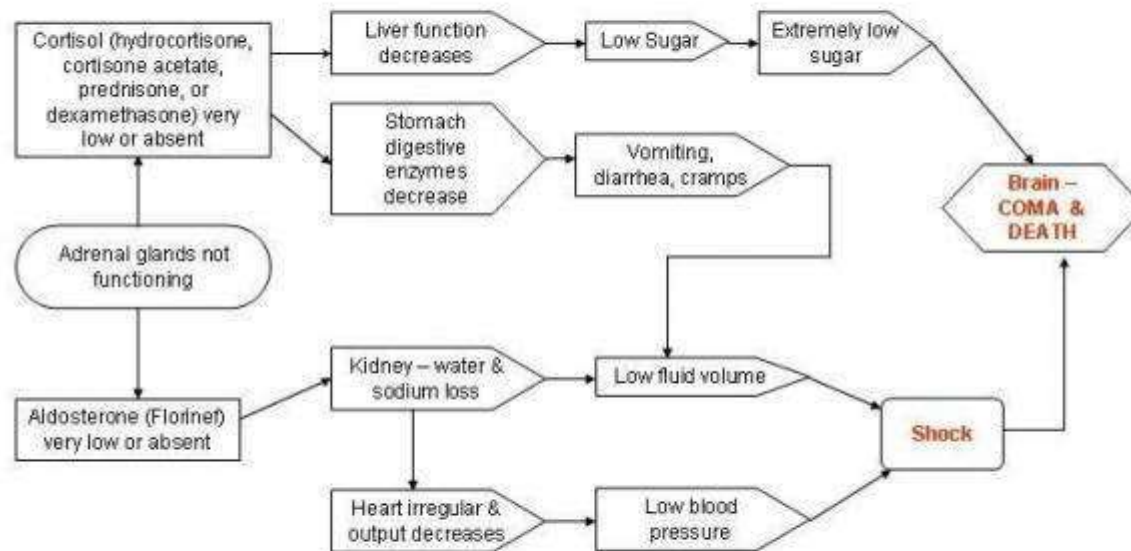 Cortisol (hydrocortisone,
cortisone acetate,
prednisone, or
dexamethasone) very
low or absent
Liver function
decreases
Low Sugar
Extremely low
sugar
Stomach
digestive
enzymes
decrease
Vomiting,
diarrhea, cramps
Brain –
COMA &
DEATH
Adrenal glands not
functioning
Kidney – water &
sodium loss
Low fluid volume
Aldosterone (Florinef)
very low or absent
Shock
Heart irregular &
output decreases
Low blood
pressure